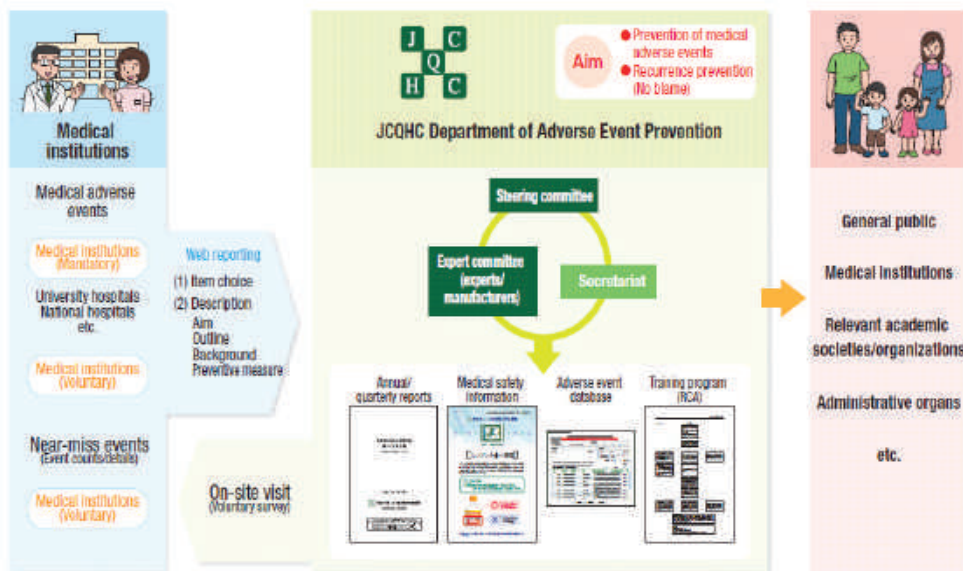 Medical
institutions
Medical adverse
events
Medical institutions
(Mandatory)
University hospitals
National hospitals
etc.
Medical institutions
(Voluntary)
Near-miss events
(Event counts/details)
Medical institutions
(Voluntary)
Web reporting
(1) Item choice
(2) Description
Aim
Outline
Background
Preventive measure
On-site visit
(Voluntary survey)
J C
Q
H C
Aim
● Prevention of medical
adverse events
● Recurrence prevention
(No blame)
JCQHC Department of Adverse Event Prevention
Steering committee
Expert committee
(experts/
manufacturers)
Secretariat
Annual/
quarterly reports
Medical safety
information
Adverse event
database
Training program
(RCA)
General public
Medical institutions
Relevant academic
societies/organizations
Administrative organs
etc.